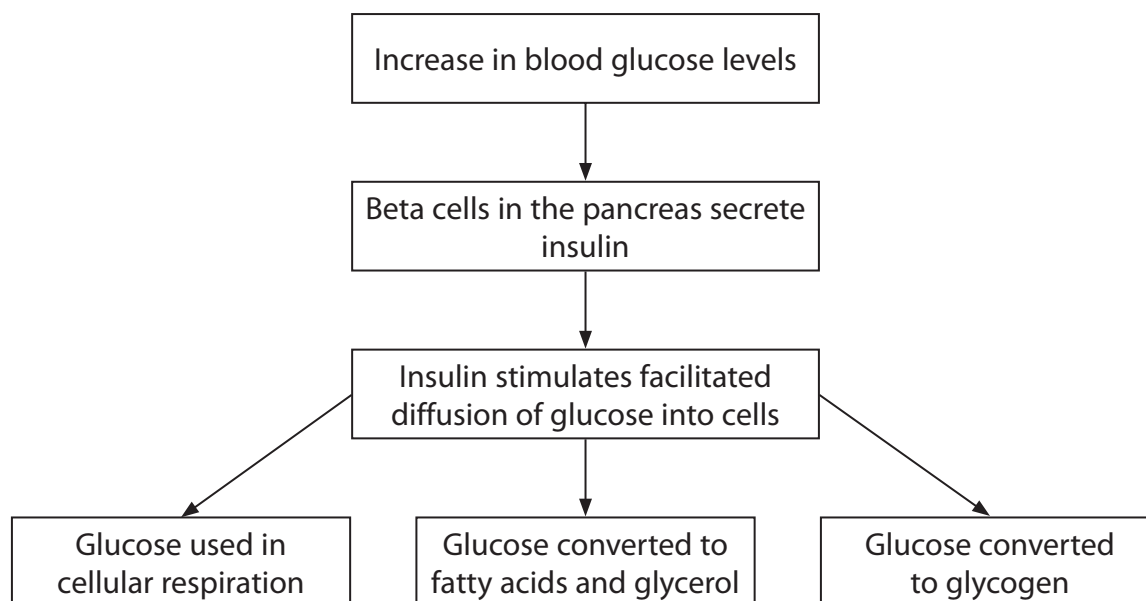 Increase in blood glucose levels
Beta cells in the pancreas secrete
insulin
Insulin stimulates facilitated
diffusion of glucose into cells
Glucose used in
cellular respiration
Glucose converted to
fatty acids and glycerol
Glucose converted
to glycogen